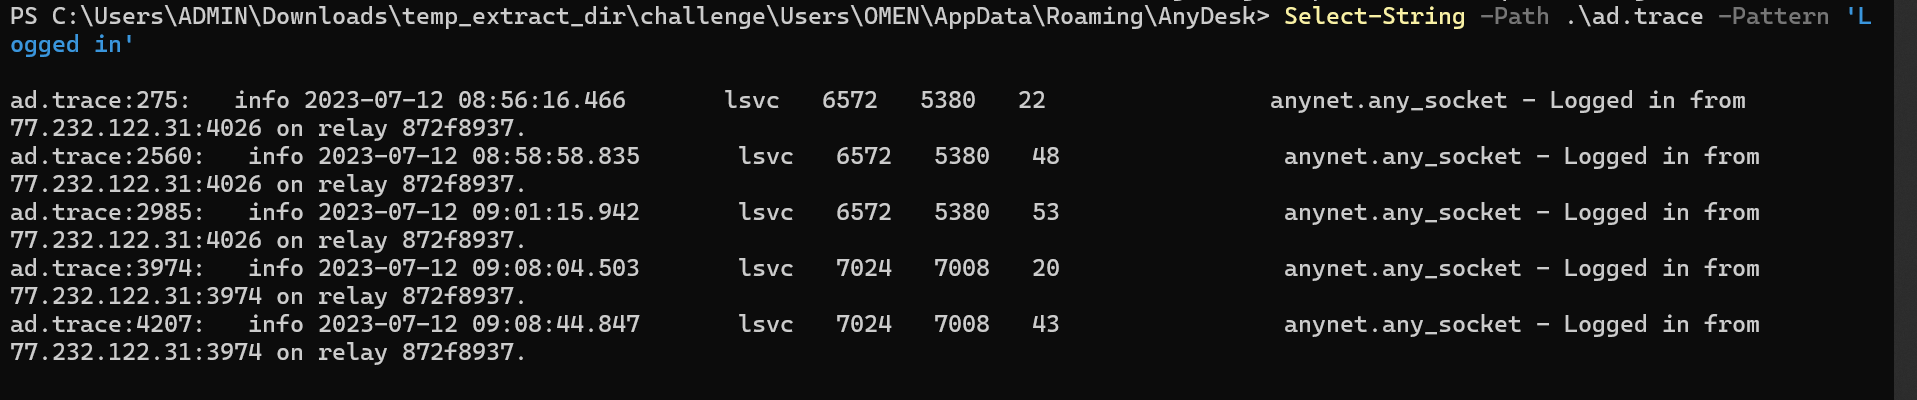 PS C:\Users\ADMIN\Downloads\temp_extract_dir\challenge\Users\OMEN\AppData\Roaming\AnyDesk> Select-String -Path .\ad.trace -Pattern 'L
ogged in'
ad.trace:275:   info 2023-07-12 08:56:16.466       lsvc   6572   5380   22                anynet.any_socket - Logged in from
77.232.122.31:4026 on relay 872f8937.
ad.trace:2560:   info 2023-07-12 08:58:58.835       lsvc   6572   5380   48                anynet.any_socket - Logged in from
77.232.122.31:4026 on relay 872f8937.
ad.trace:2985:   info 2023-07-12 09:01:15.942       lsvc   6572   5380   53                anynet.any_socket - Logged in from
77.232.122.31:4026 on relay 872f8937.
ad.trace:3974:   info 2023-07-12 09:08:04.503       lsvc   7024   7008   20                anynet.any_socket - Logged in from
77.232.122.31:3974 on relay 872f8937.
ad.trace:4207:   info 2023-07-12 09:08:44.847       lsvc   7024   7008   43                anynet.any_socket - Logged in from
77.232.122.31:3974 on relay 872f8937.